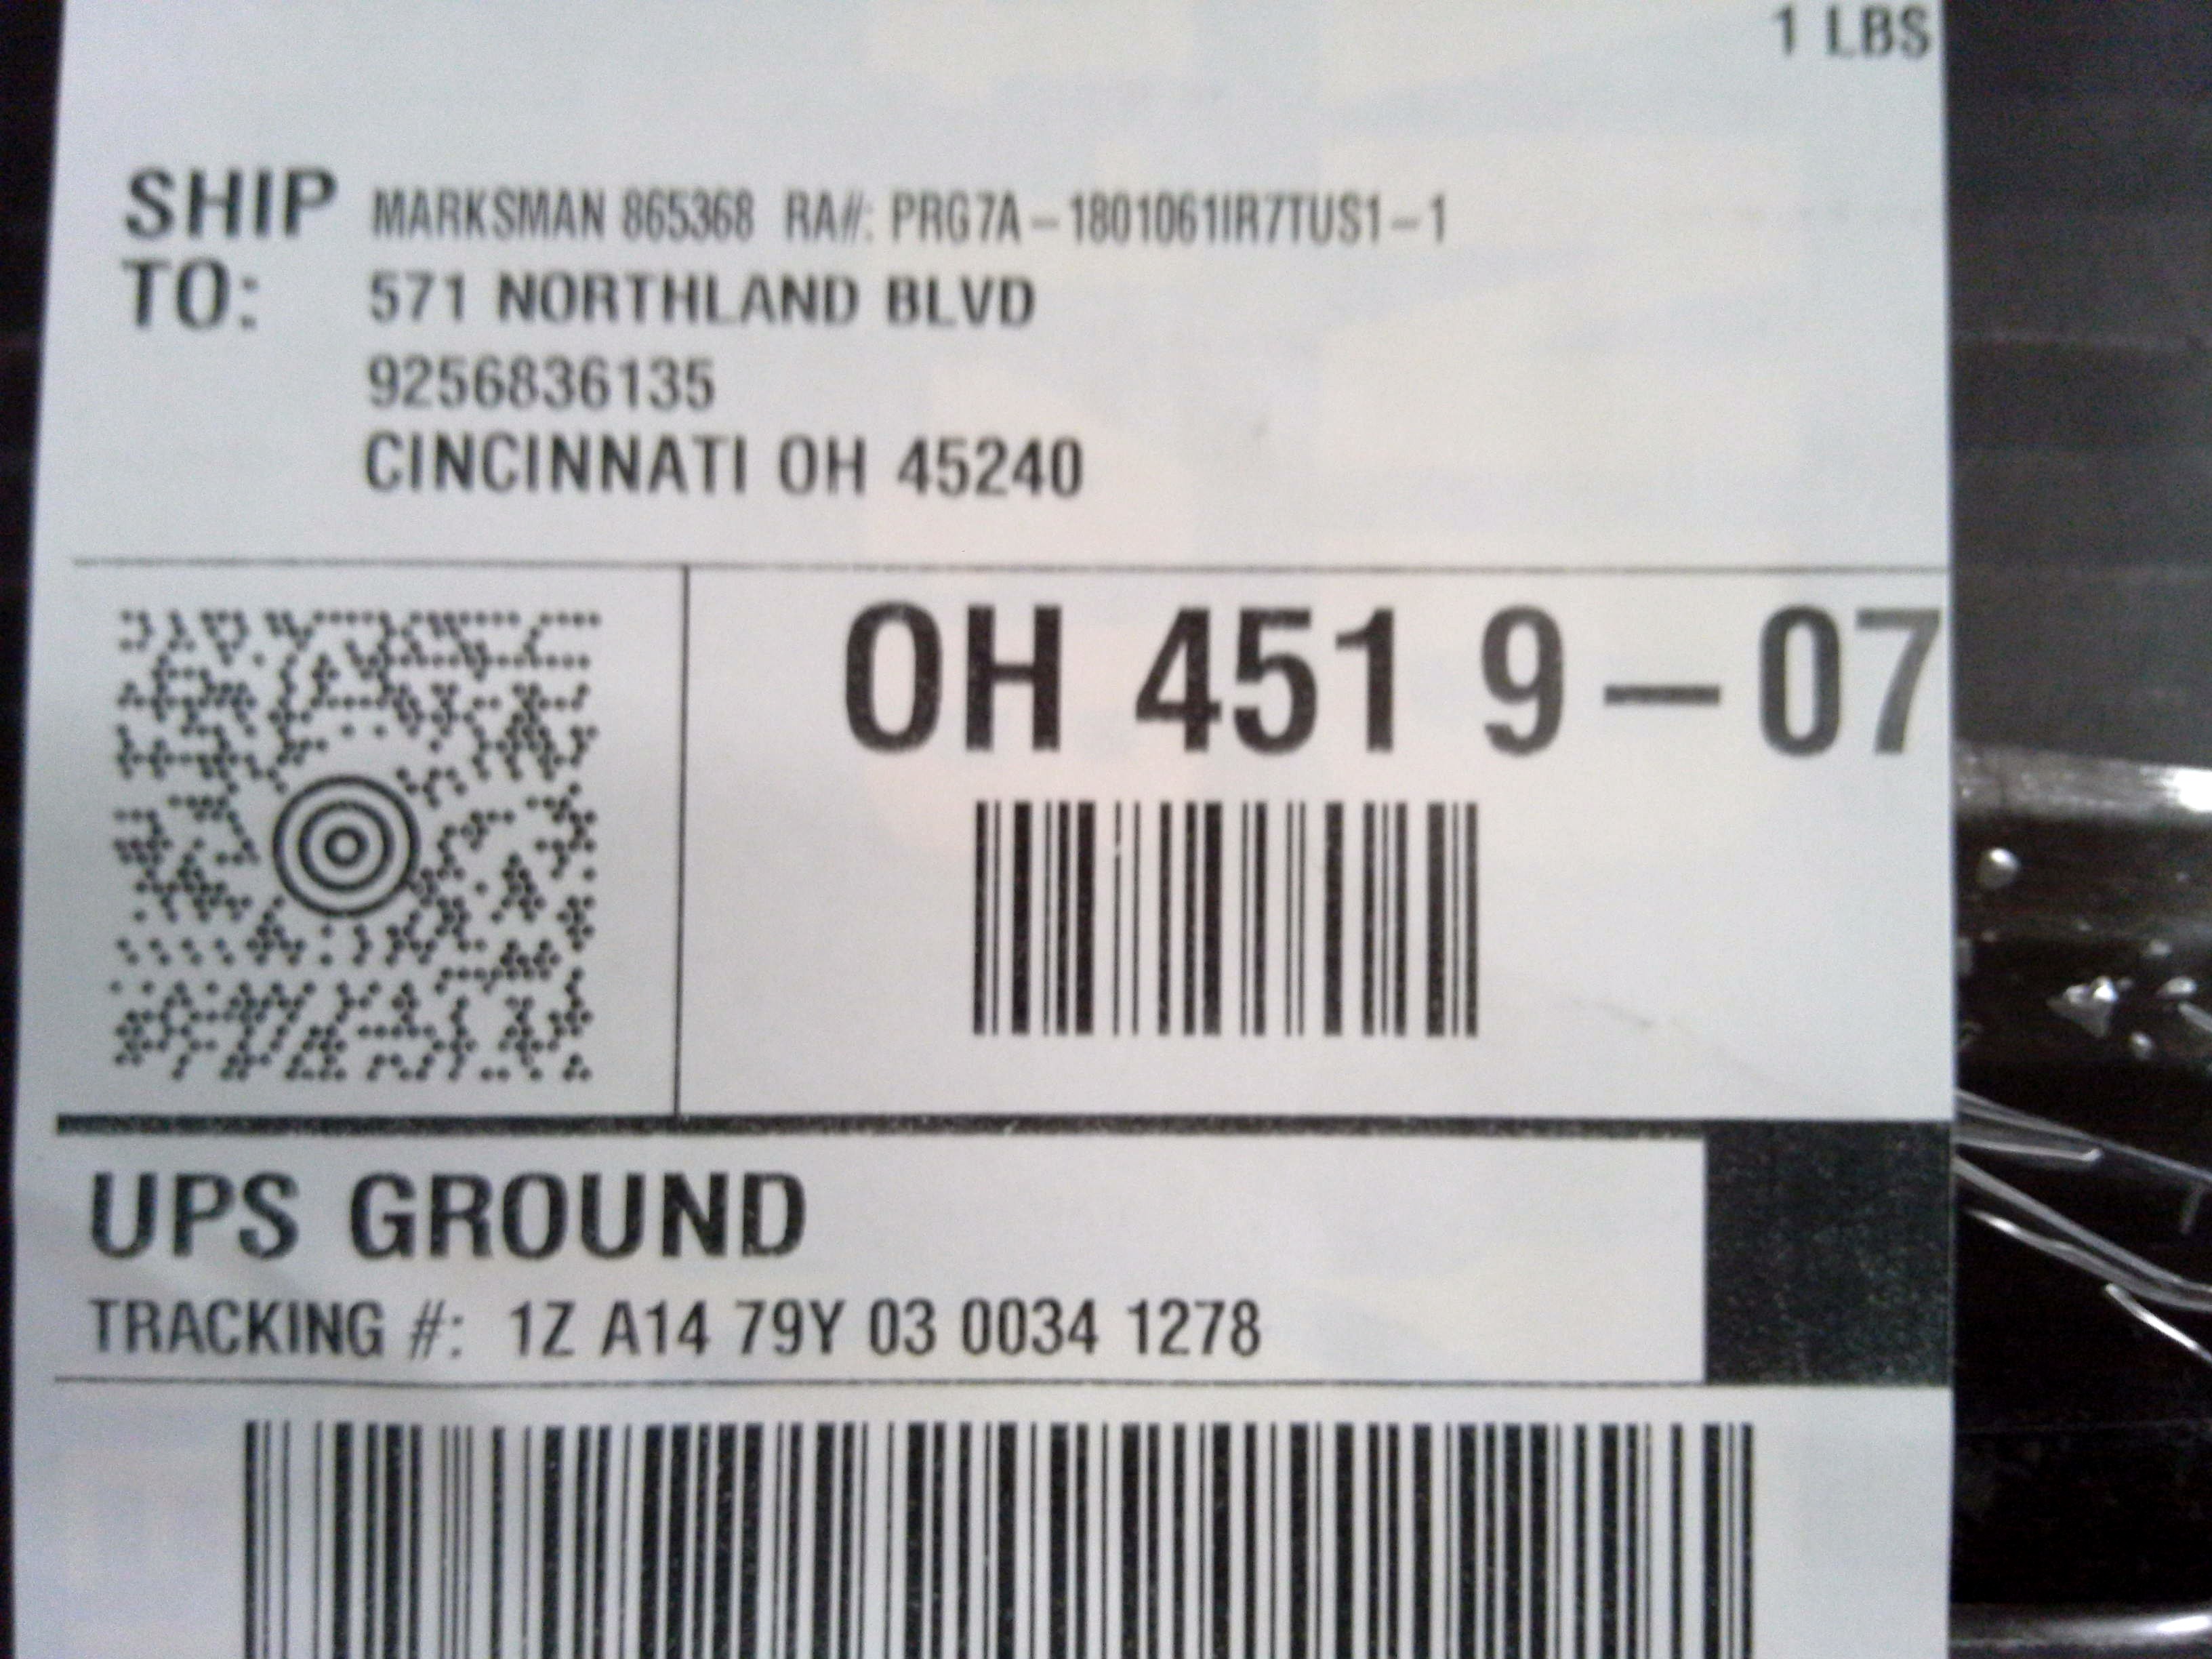 1 LBS
SHIP TO: MARKSMAN 865368 RA#: PRG7A-1801061IR7TUS1-1
571 NORTHLAND BLVD
9256836135
CINCINNATI OH 45240
OH 451 9-07
UPS GROUND
TRACKING #: 1Z A14 79Y 03 0034 1278